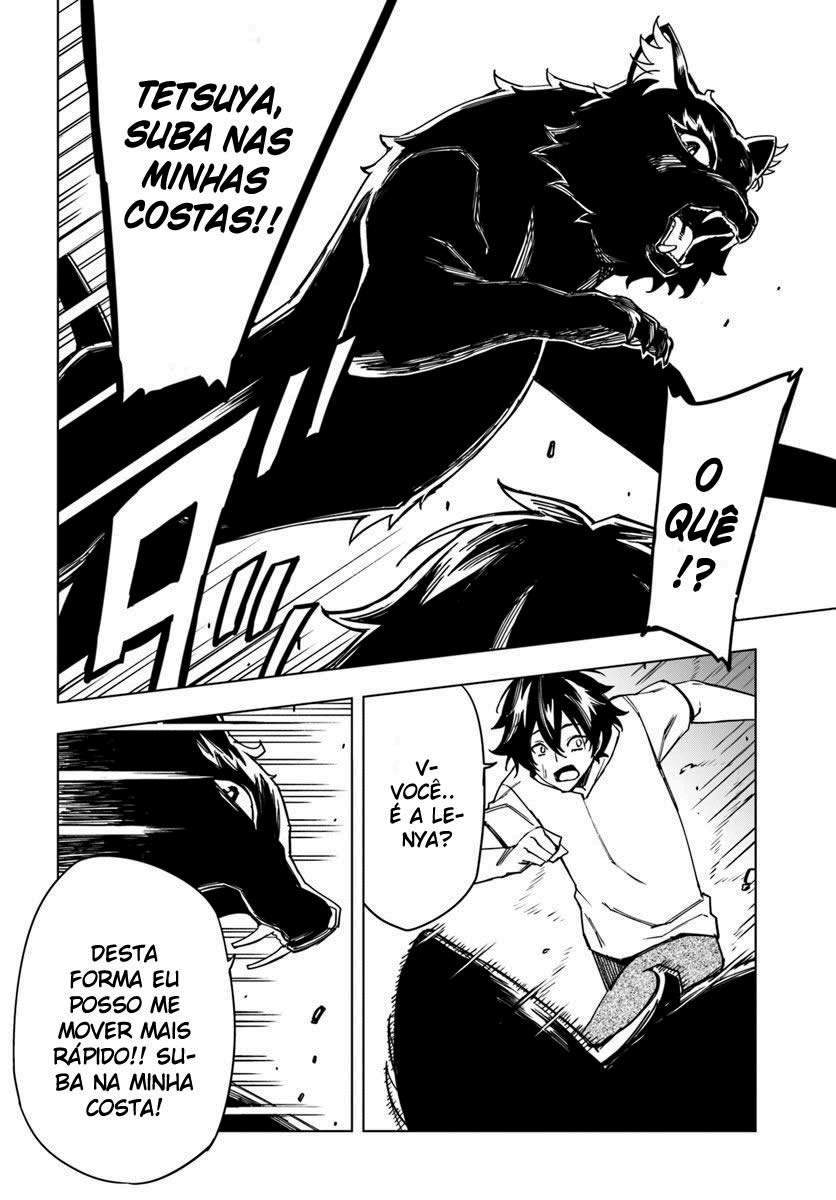 TETSUYA,
SUBA NAS
MINHAS
COSTAS!!
O
QUÊ
!?
V-
VOCÊ..
É A LE-
NYA?
DESTA
FORMA EU
POSSO ME
MOVER MAIS
RÁPIDO!! SU-
BA NA MINHA
COSTA!